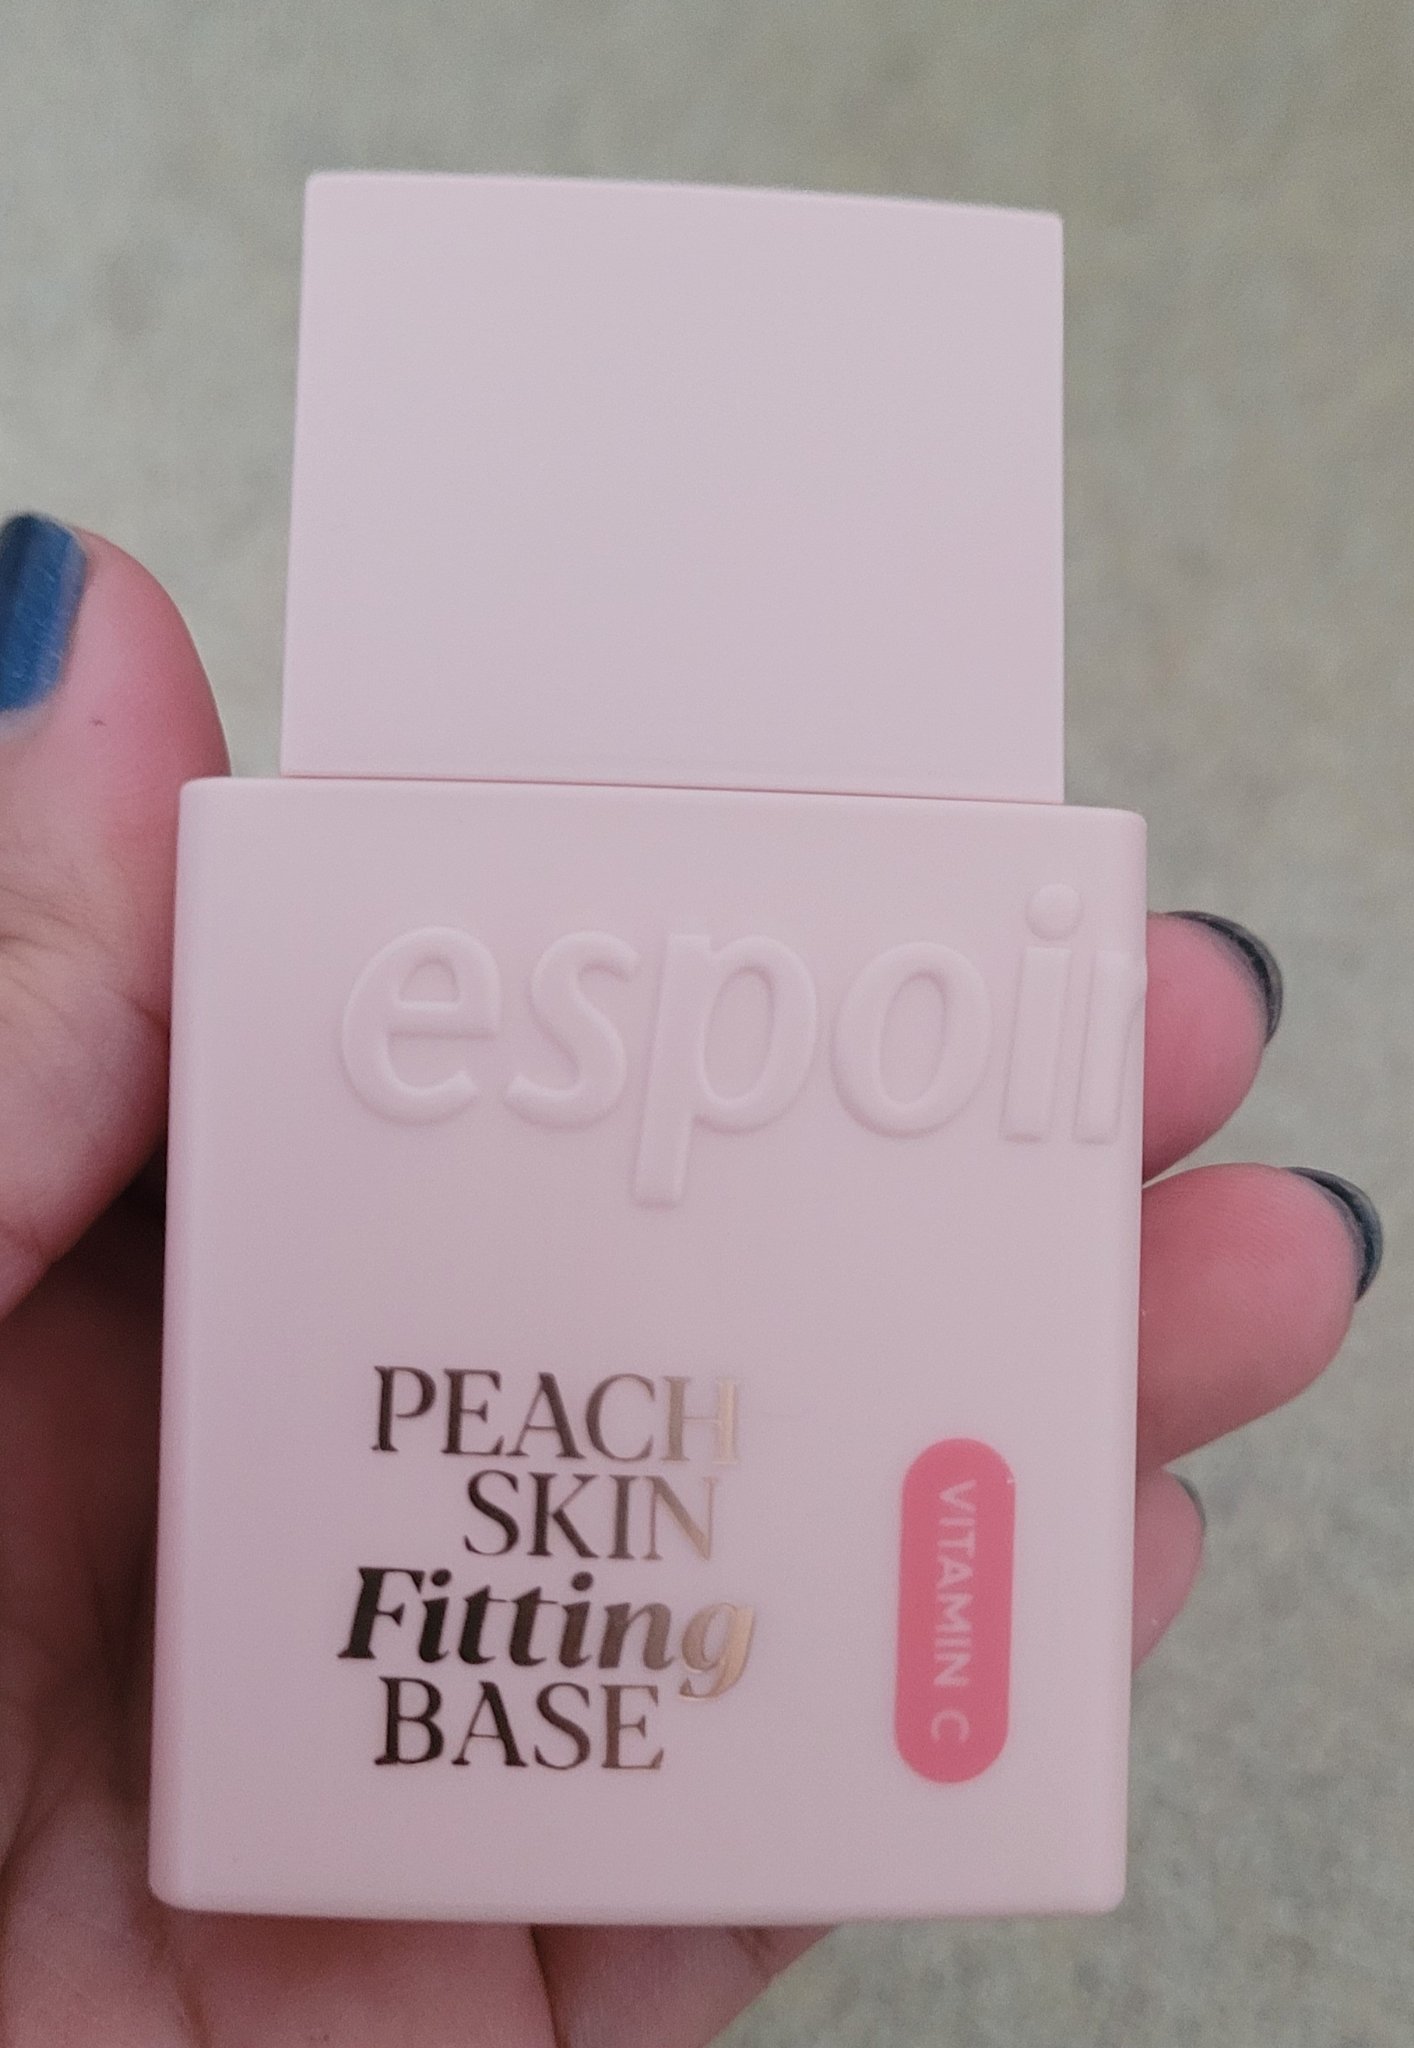 espoir
PEACH
SKIN
Fitting
BASE
VITAMIN C